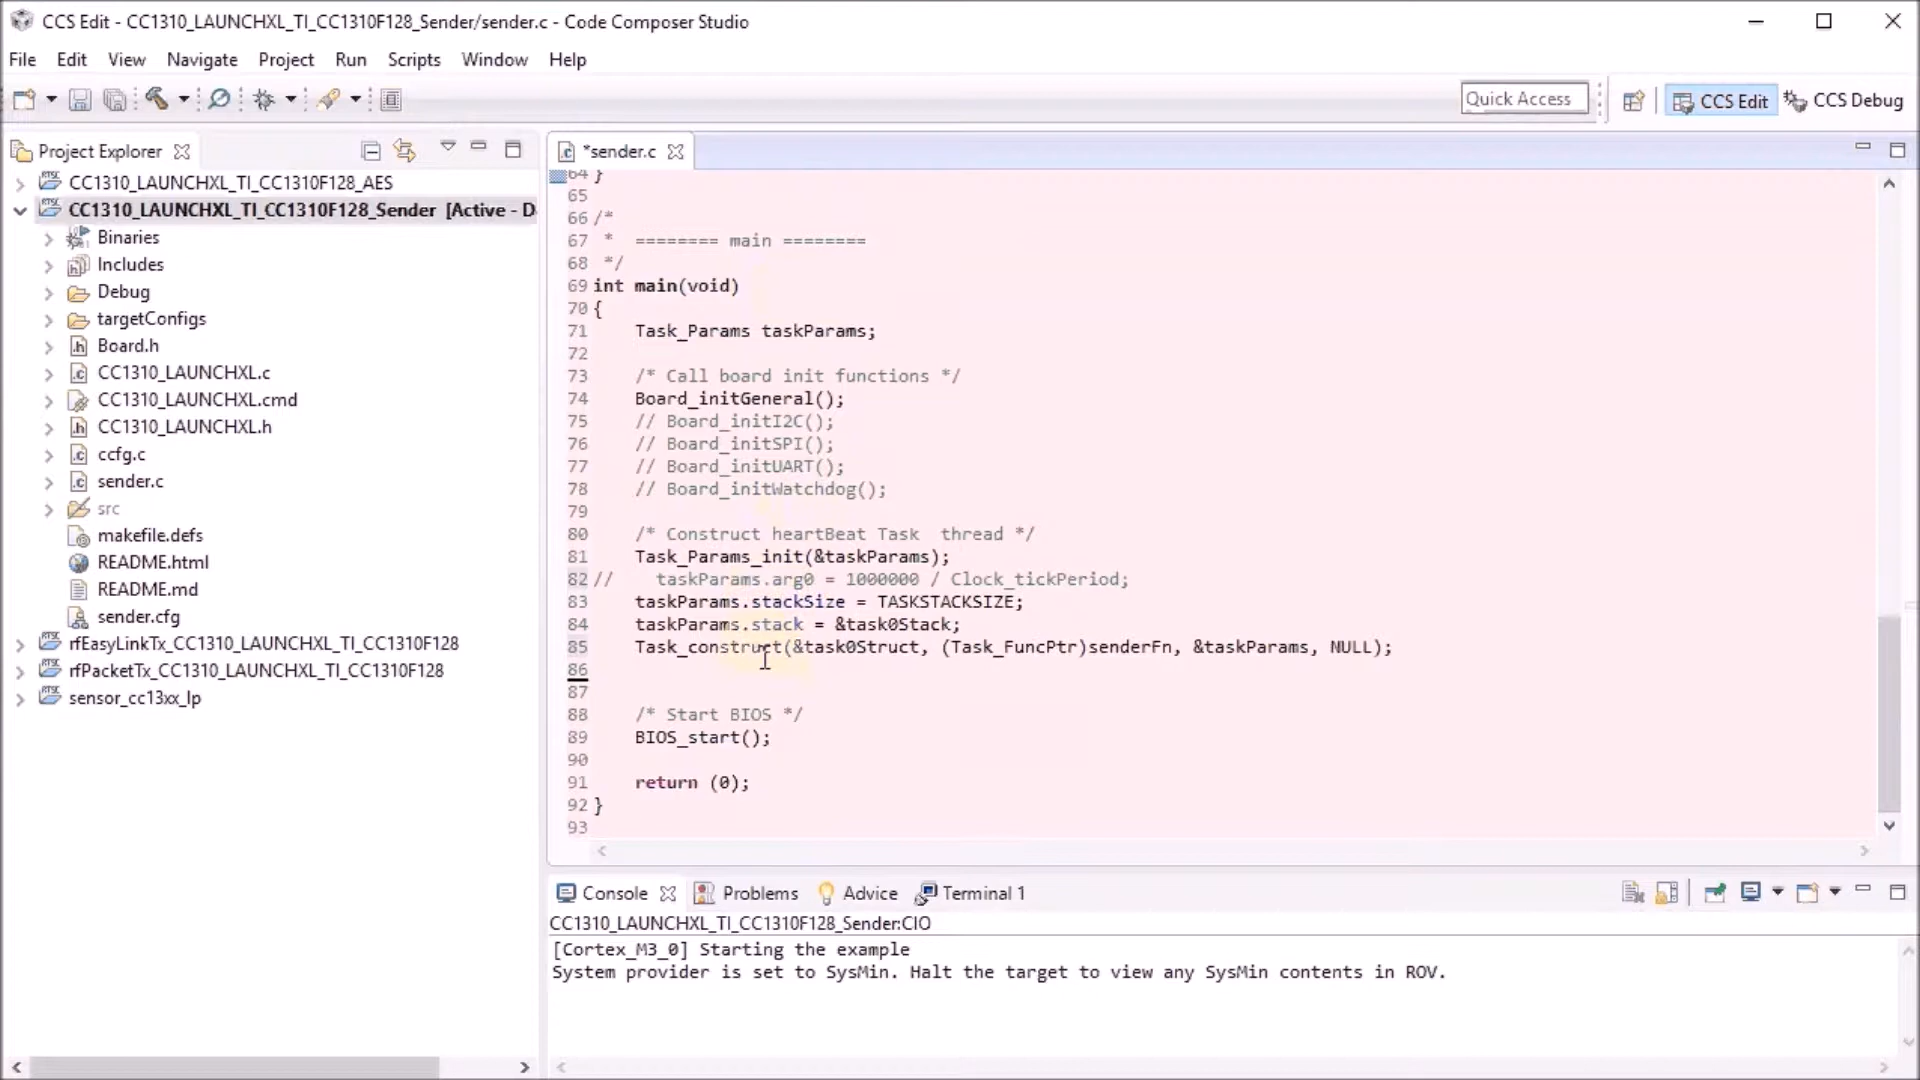 CCS Edit - CC1310_LAUNCHXL_TI_CC1310F128_Sender/sender.c - Code Composer Studio
File Edit View Navigate Project Run Scripts Window Help
Quick Access
CCS Edit
CCS Debug
Project Explorer
CC1310_LAUNCHXL_TI_CC1310F128_AES
CC1310_LAUNCHXL_TI_CC1310F128_Sender [Active - D
Binaries
Includes
Debug
targetConfigs
Board.h
CC1310_LAUNCHXL.c
CC1310_LAUNCHXL.cmd
CC1310_LAUNCHXL.h
ccfg.c
sender.c
src
makefile.defs
README.html
README.md
sender.cfg
rfEasyLinkTx_CC1310_LAUNCHXL_TI_CC1310F128
rfPacketTx_CC1310_LAUNCHXL_TI_CC1310F128
sensor_cc13xx_lp
*sender.c
64 }
65
66 /*
67  *  ======== main ========
68  */
69 int main(void)
70 {
71     Task_Params taskParams;
72
73     /* Call board init functions */
74     Board_initGeneral();
75     // Board_initI2C();
76     // Board_initSPI();
77     // Board_initUART();
78     // Board_initWatchdog();
79
80     /* Construct heartBeat Task  thread */
81     Task_Params_init(&taskParams);
82 //    taskParams.arg0 = 1000000 / Clock_tickPeriod;
83     taskParams.stackSize = TASKSTACKSIZE;
84     taskParams.stack = &task0Stack;
85     Task_construct(&task0Struct, (Task_FuncPtr)senderFn, &taskParams, NULL);
86
87
88     /* Start BIOS */
89     BIOS_start();
90
91     return (0);
92 }
93
Console Problems Advice Terminal 1
CC1310_LAUNCHXL_TI_CC1310F128_Sender:CIO
[Cortex_M3_0] Starting the example
System provider is set to SysMin. Halt the target to view any SysMin contents in ROV.